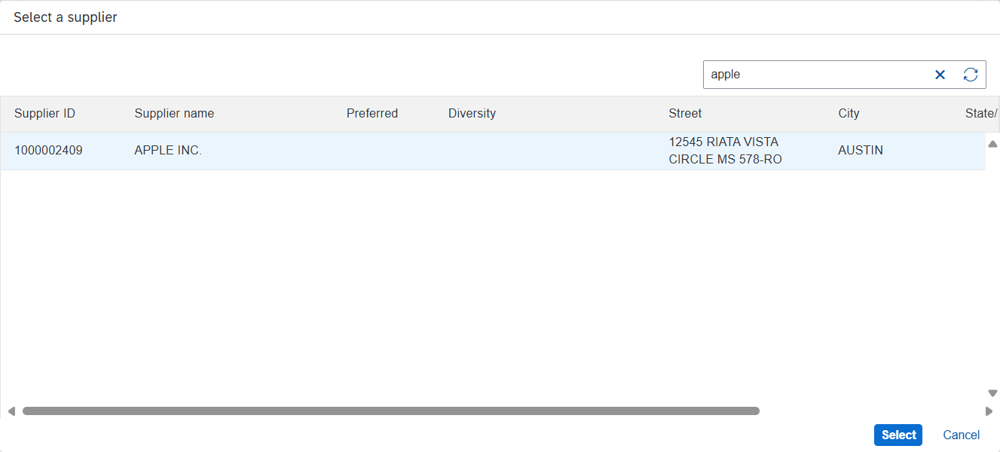 Select a supplier
apple
Supplier ID Supplier name Preferred Diversity Street City State/
1000002409 APPLE INC. 12545 RIATA VISTA AUSTIN
CIRCLE MS 578-RO
Select Cancel